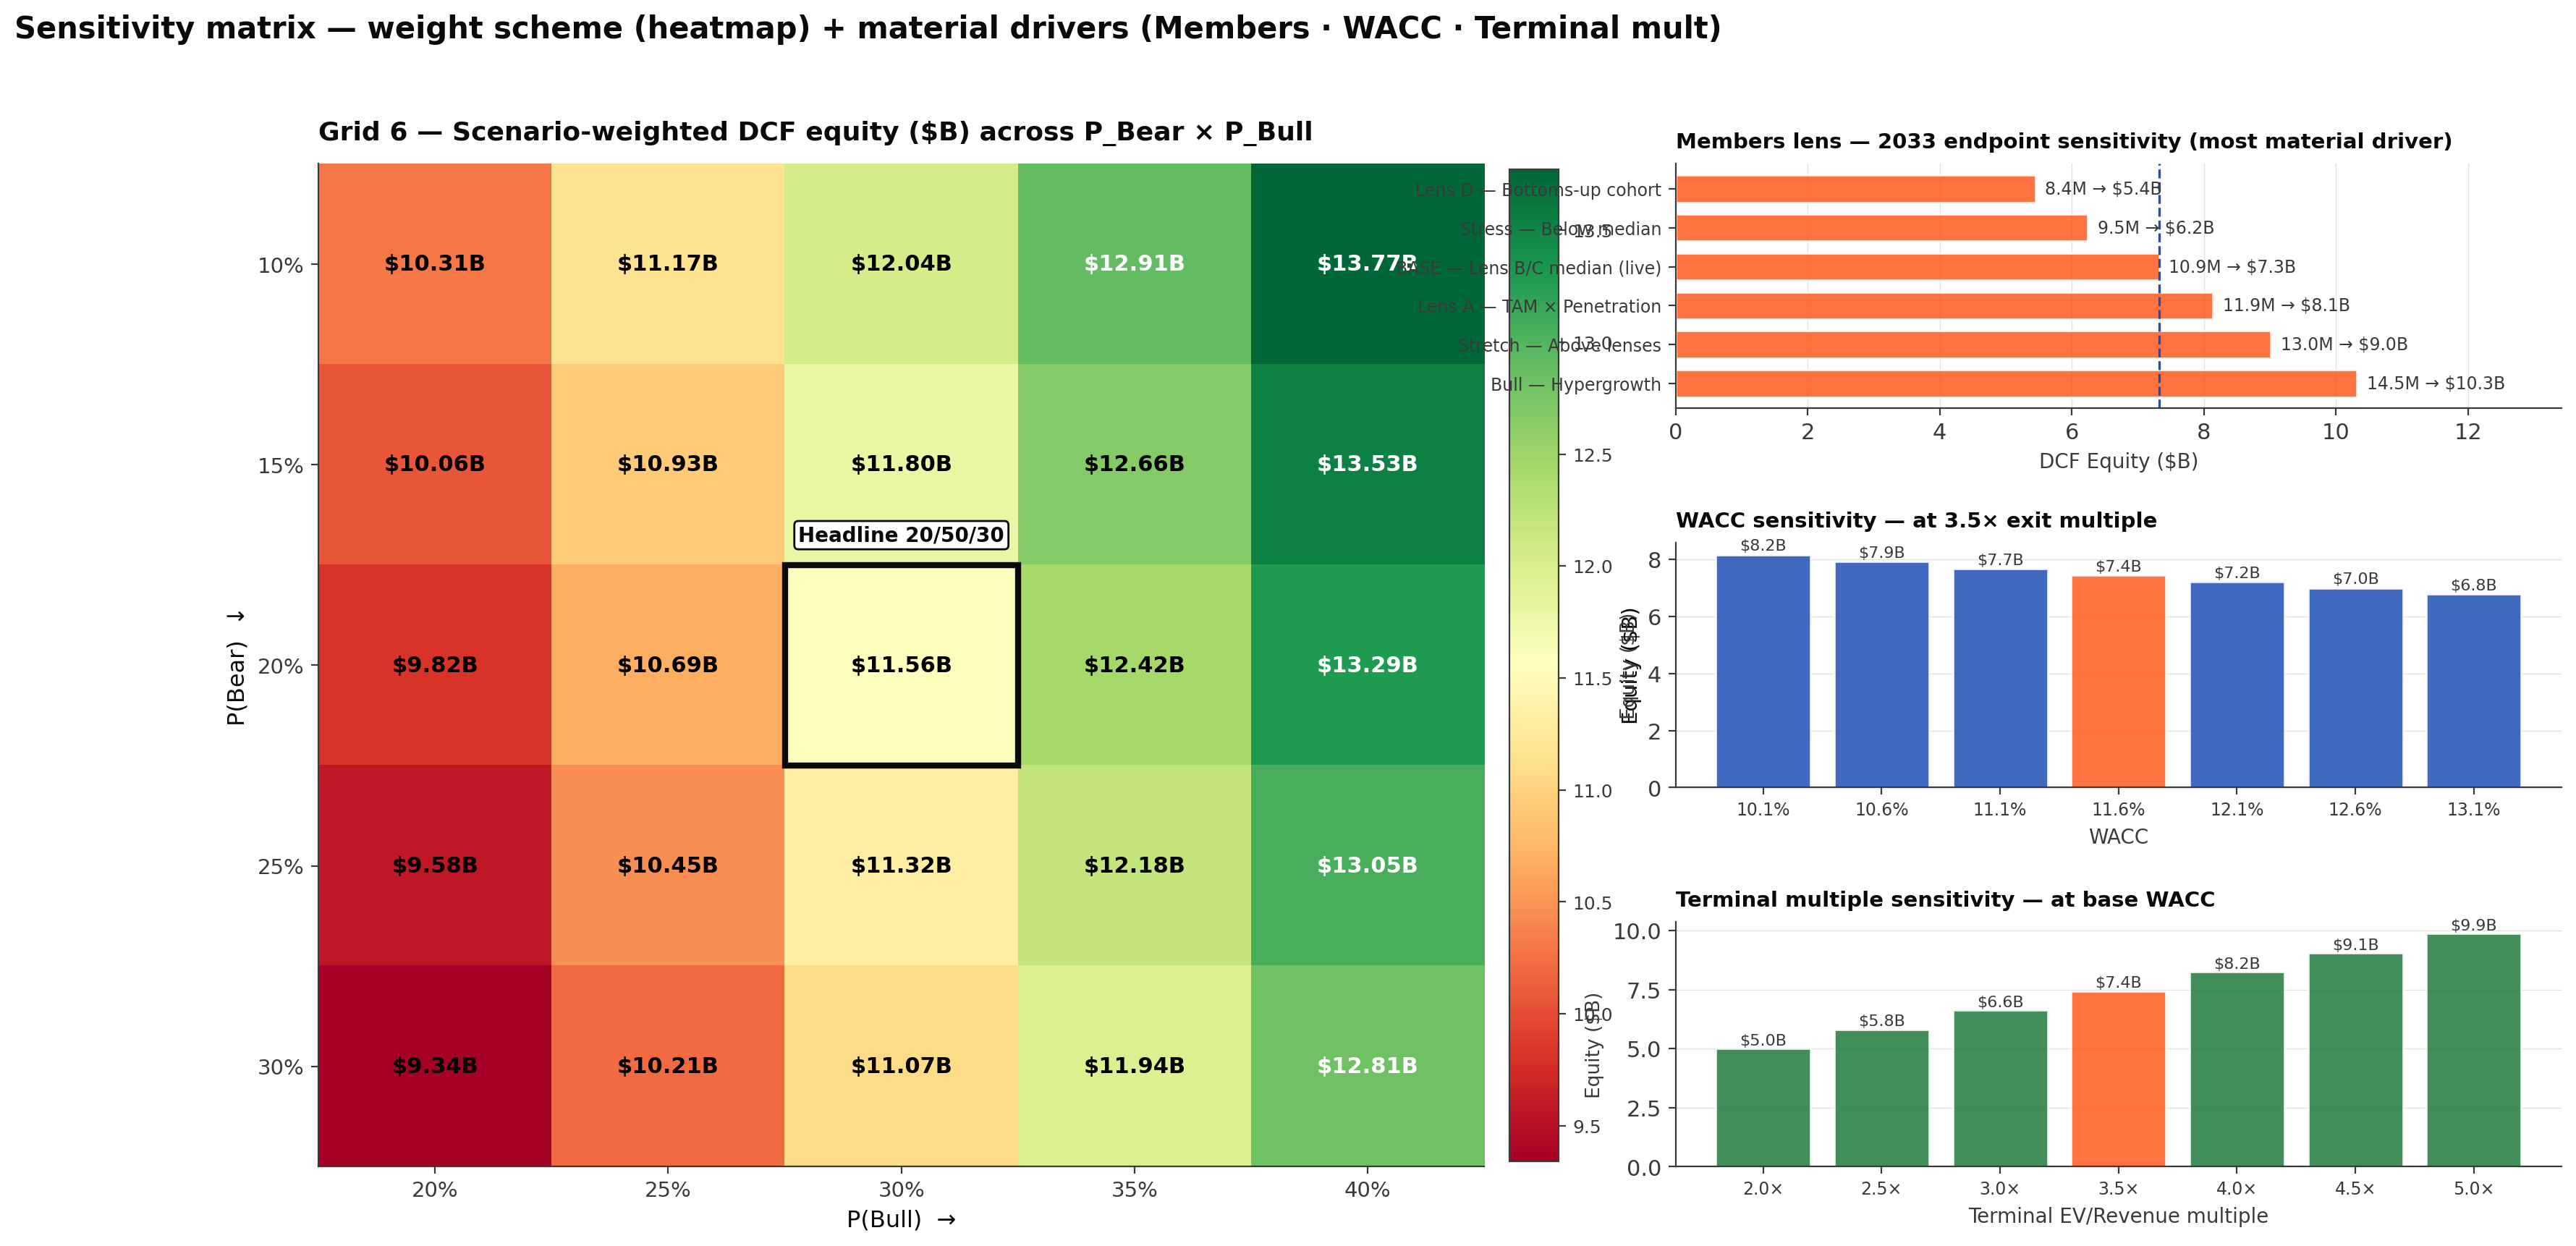 Sensitivity matrix — weight scheme (heatmap) + material drivers (Members · WACC · Terminal mult)
Grid 6 — Scenario-weighted DCF equity ($B) across P_Bear × P_Bull
P(Bear) →
10%
$10.31B $11.17B $12.04B $12.91B $13.77B
15%
$10.06B $10.93B $11.80B $12.66B $13.53B
Headline 20/50/30
20%
$9.82B $10.69B $11.56B $12.42B $13.29B
25%
$9.58B $10.45B $11.32B $12.18B $13.05B
30%
$9.34B $10.21B $11.07B $11.94B $12.81B
20% 25% 30% 35% 40%
P(Bull) →
13.5
13.0
12.5
12.0
11.5
11.0
10.5
10.0
9.5
Equity ($B)
Members lens — 2033 endpoint sensitivity (most material driver)
Lens D — Bottoms-up cohort 8.4M → $5.4B
Stress — Below median 9.5M → $6.2B
BASE — Lens B/C median (live) 10.9M → $7.3B
Lens A — TAM × Penetration 11.9M → $8.1B
Stretch — Above lenses 13.0M → $9.0B
Bull — Hypergrowth 14.5M → $10.3B
0 2 4 6 8 10 12
DCF Equity ($B)
WACC sensitivity — at 3.5× exit multiple
Equity ($B)
8
6
4
2
0
$8.2B $7.9B $7.7B $7.4B $7.2B $7.0B $6.8B
10.1% 10.6% 11.1% 11.6% 12.1% 12.6% 13.1%
WACC
Terminal multiple sensitivity — at base WACC
Equity ($B)
10.0
7.5
5.0
2.5
0.0
$5.0B $5.8B $6.6B $7.4B $8.2B $9.1B $9.9B
2.0× 2.5× 3.0× 3.5× 4.0× 4.5× 5.0×
Terminal EV/Revenue multiple